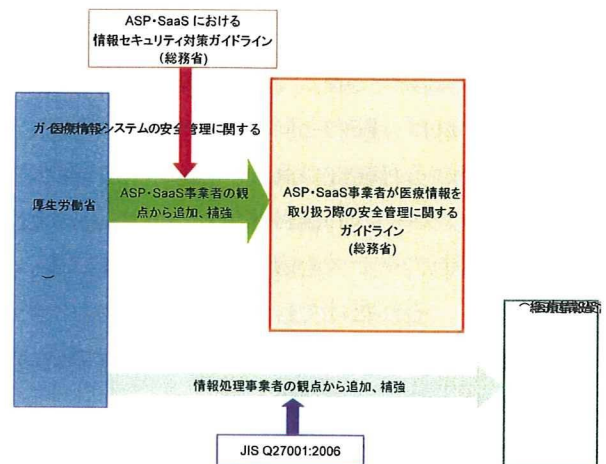 ASP・SaaS における
情報セキュリティ対策ガイドライン
(総務省)
医療情報システムの安全管理に関する
厚生労働省
ASP・SaaS事業者の観
点から追加、補強
ASP・SaaS事業者が医療情報を
取り扱う際の安全管理に関する
ガイドライン
(総務省)
情報処理事業者の観点から追加、補強
JIS Q27001:2006